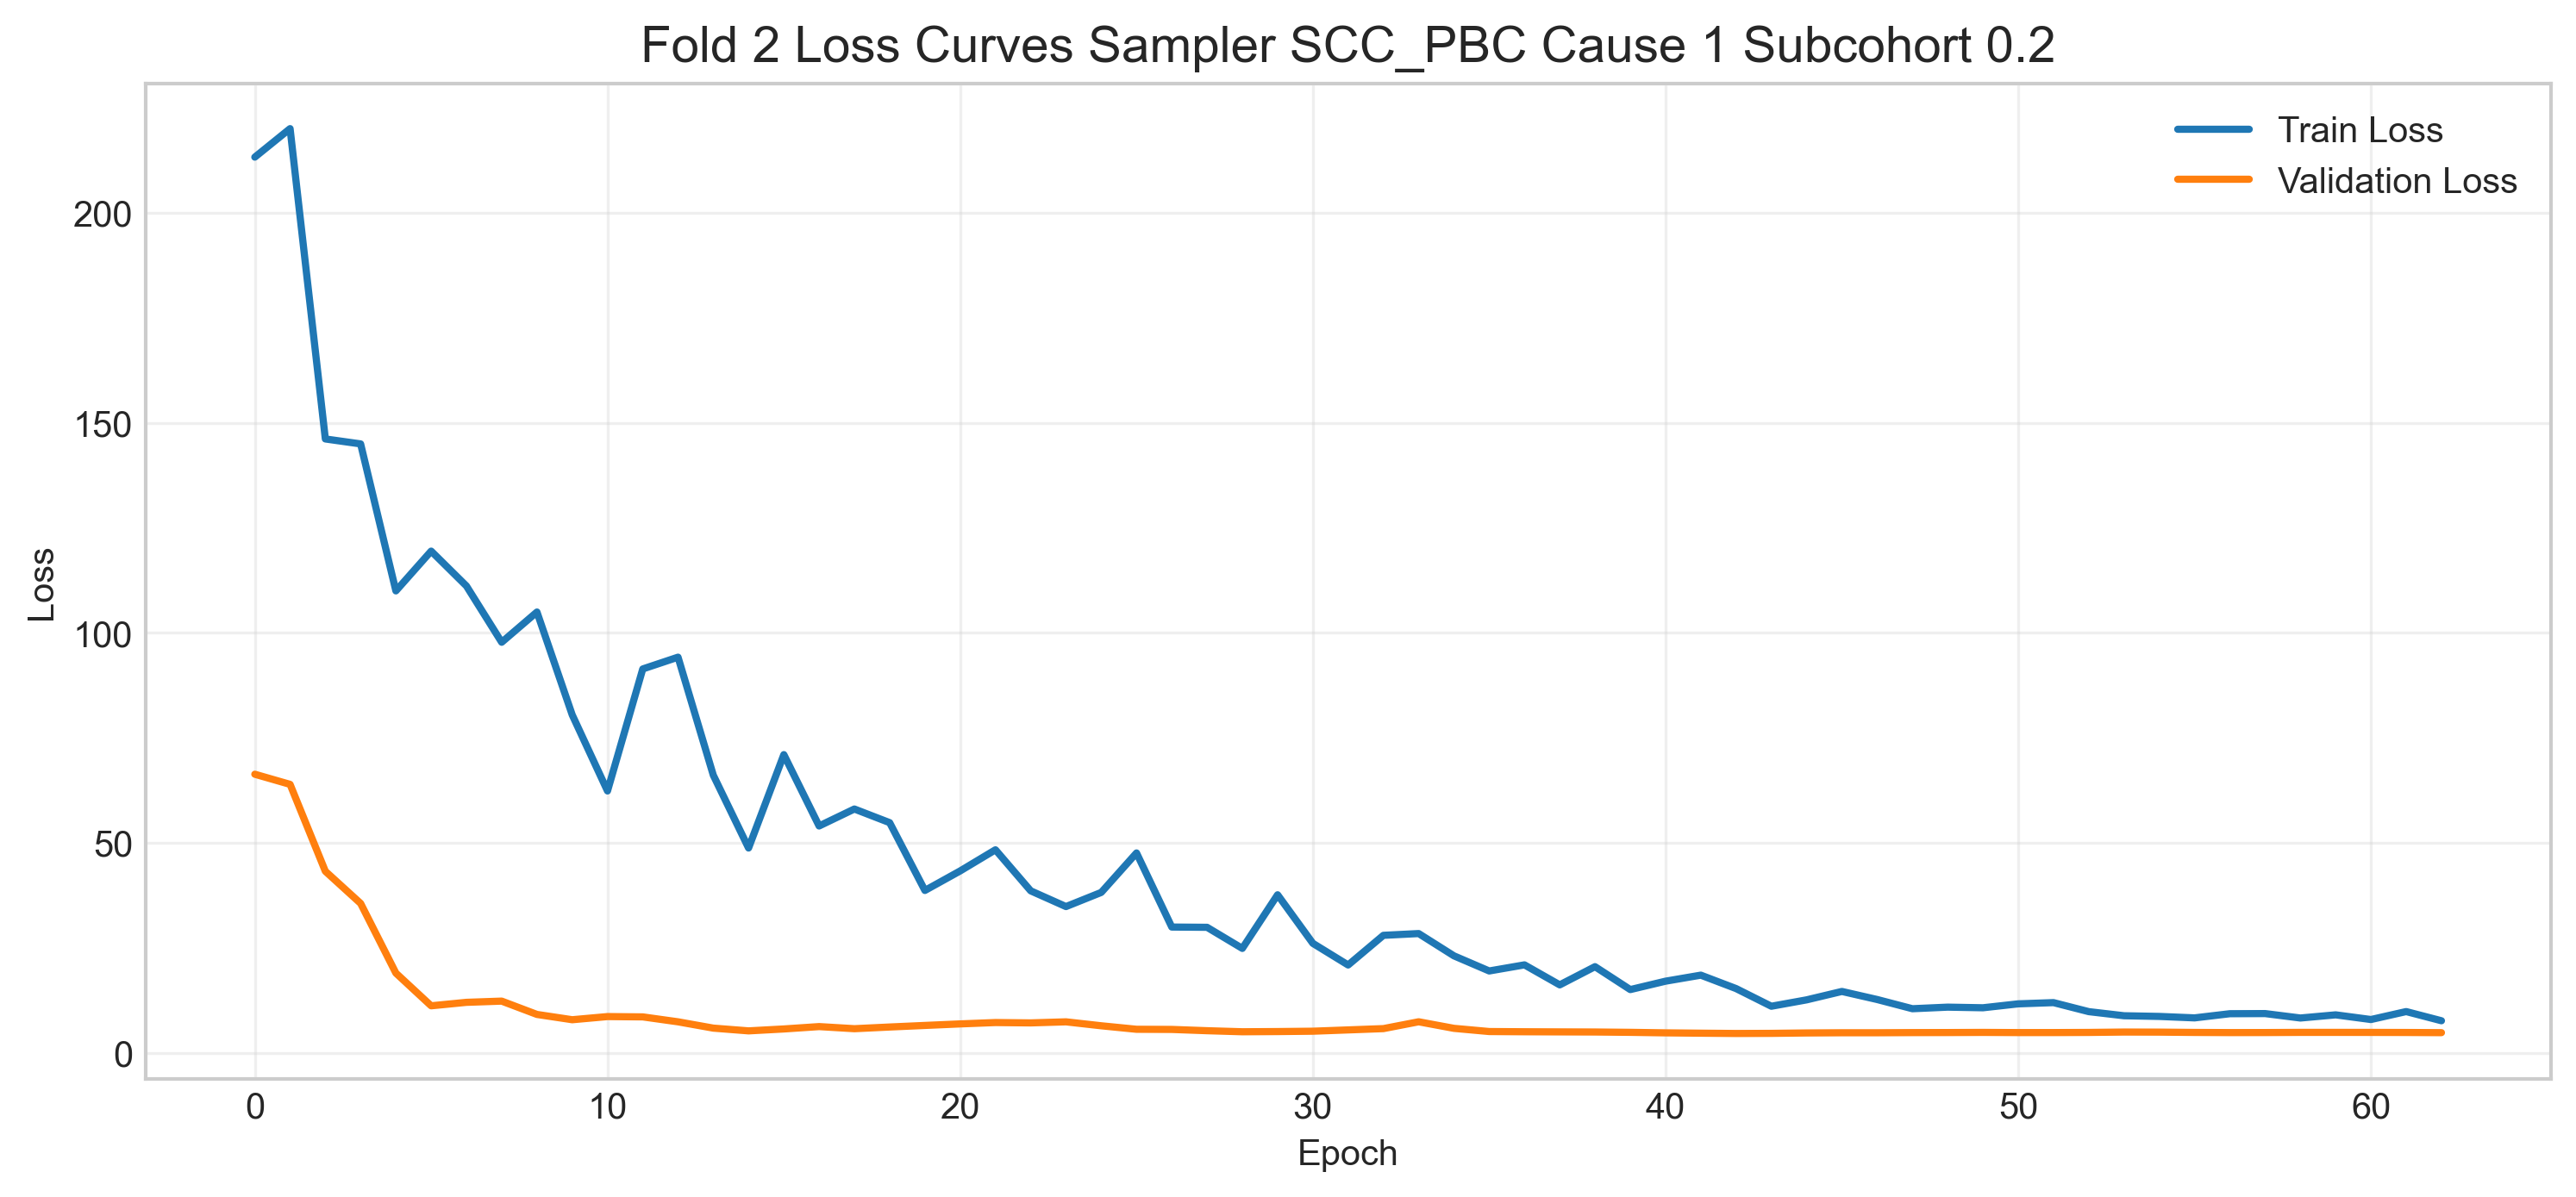 Fold 2 Loss Curves Sampler SCC_PBC Cause 1 Subcohort 0.2
Train Loss
Validation Loss
200
150
100
50
0
Loss
0 10 20 30 40 50 60
Epoch